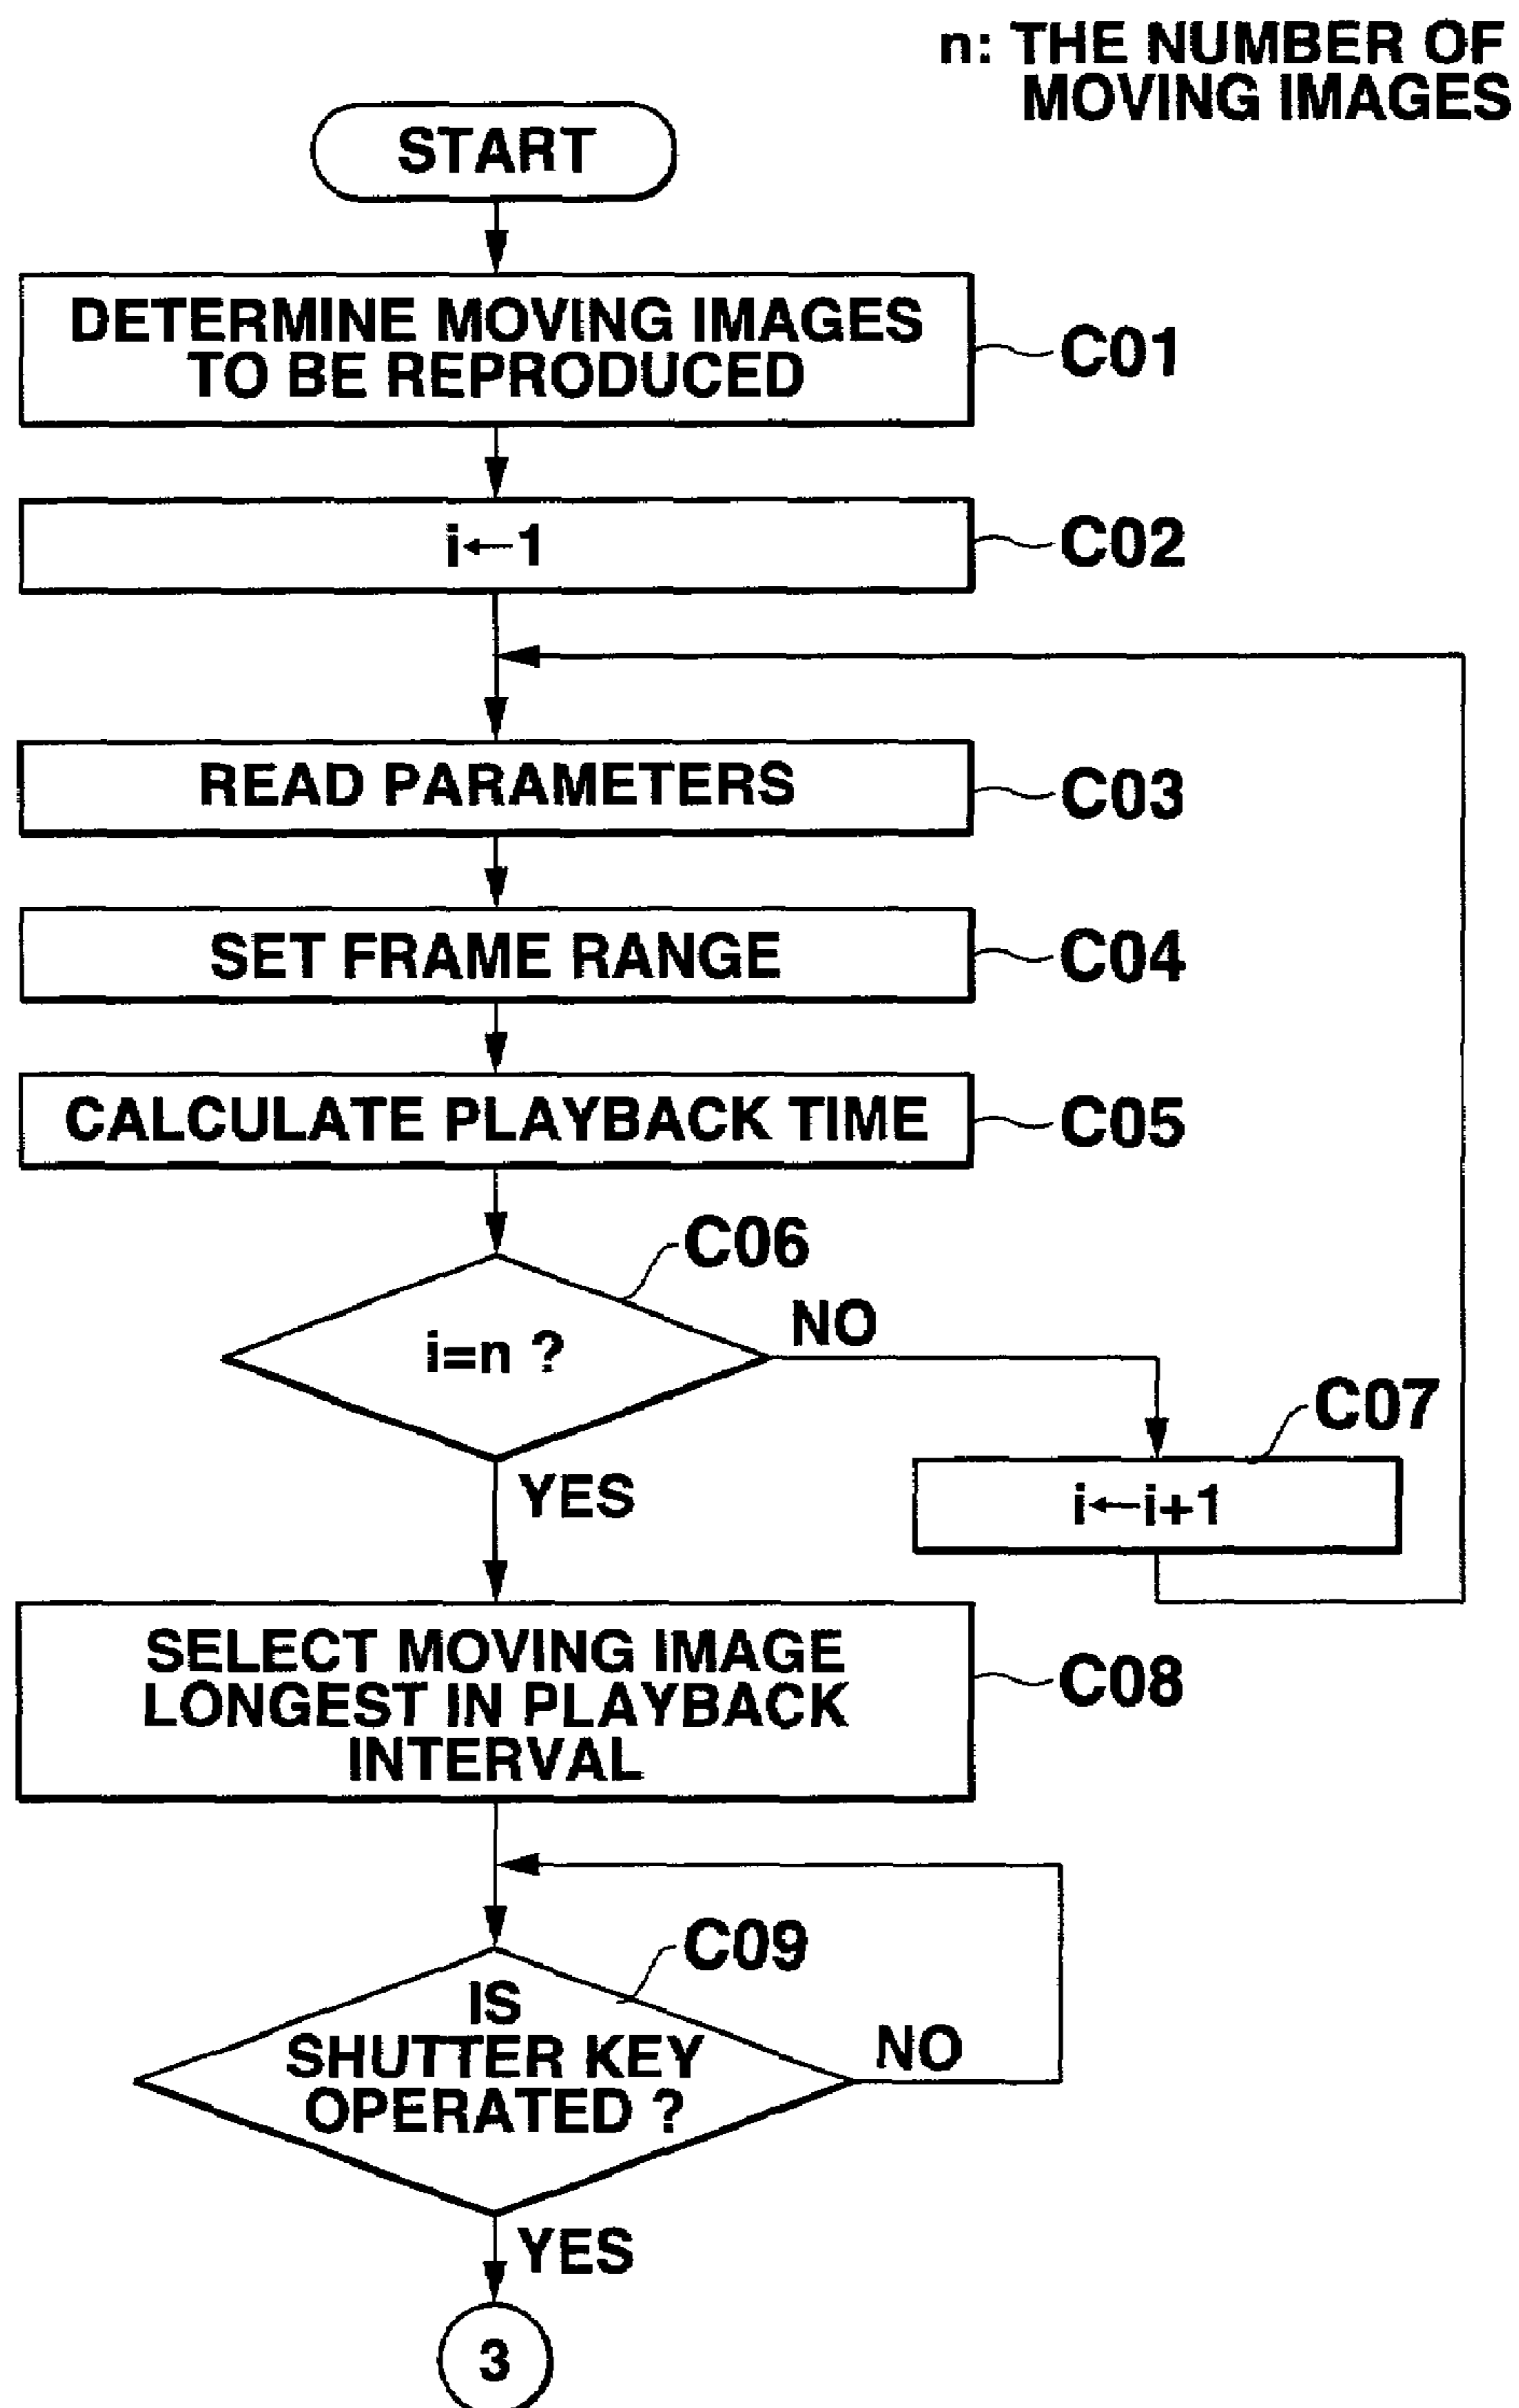 n: THE NUMBER OF
MOVING IMAGES
START
DETERMINE MOVING IMAGES
TO BE REPRODUCED
C01
i←1
C02
READ PARAMETERS
C03
SET FRAME RANGE
C04
CALCULATE PLAYBACK TIME
C05
C06
i=n ?
NO
C07
i←i+1
YES
SELECT MOVING IMAGE
LONGEST IN PLAYBACK
INTERVAL
C08
C09
IS
SHUTTER KEY
OPERATED ?
NO
YES
3